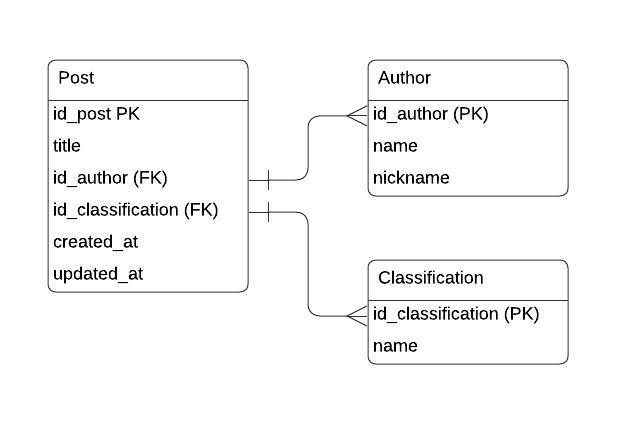 Post
id_post PK
title
id_author (FK)
id_classification (FK)
created_at
updated_at
Author
id_author (PK)
name
nickname
Classification
id_classification (PK)
name